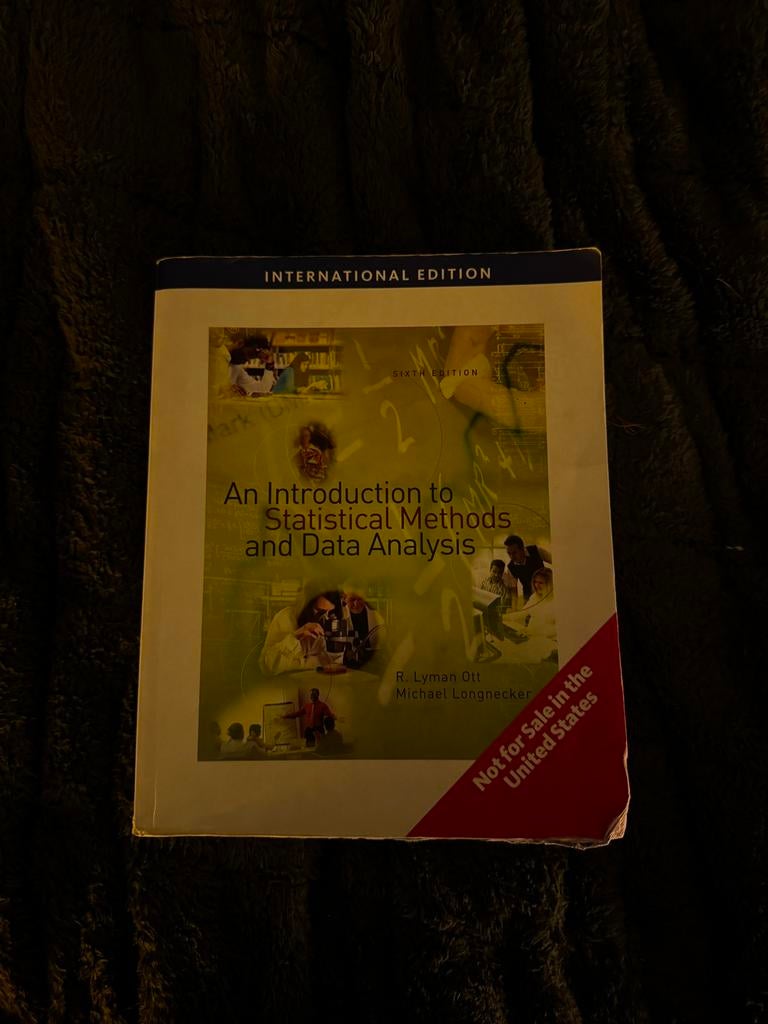 INTERNATIONAL EDITION
SIXTH EDITION
An Introduction to
Statistical Methods
and Data Analysis
R. Lyman Ott
Michael Longnecker
Not for Sale in the
United States